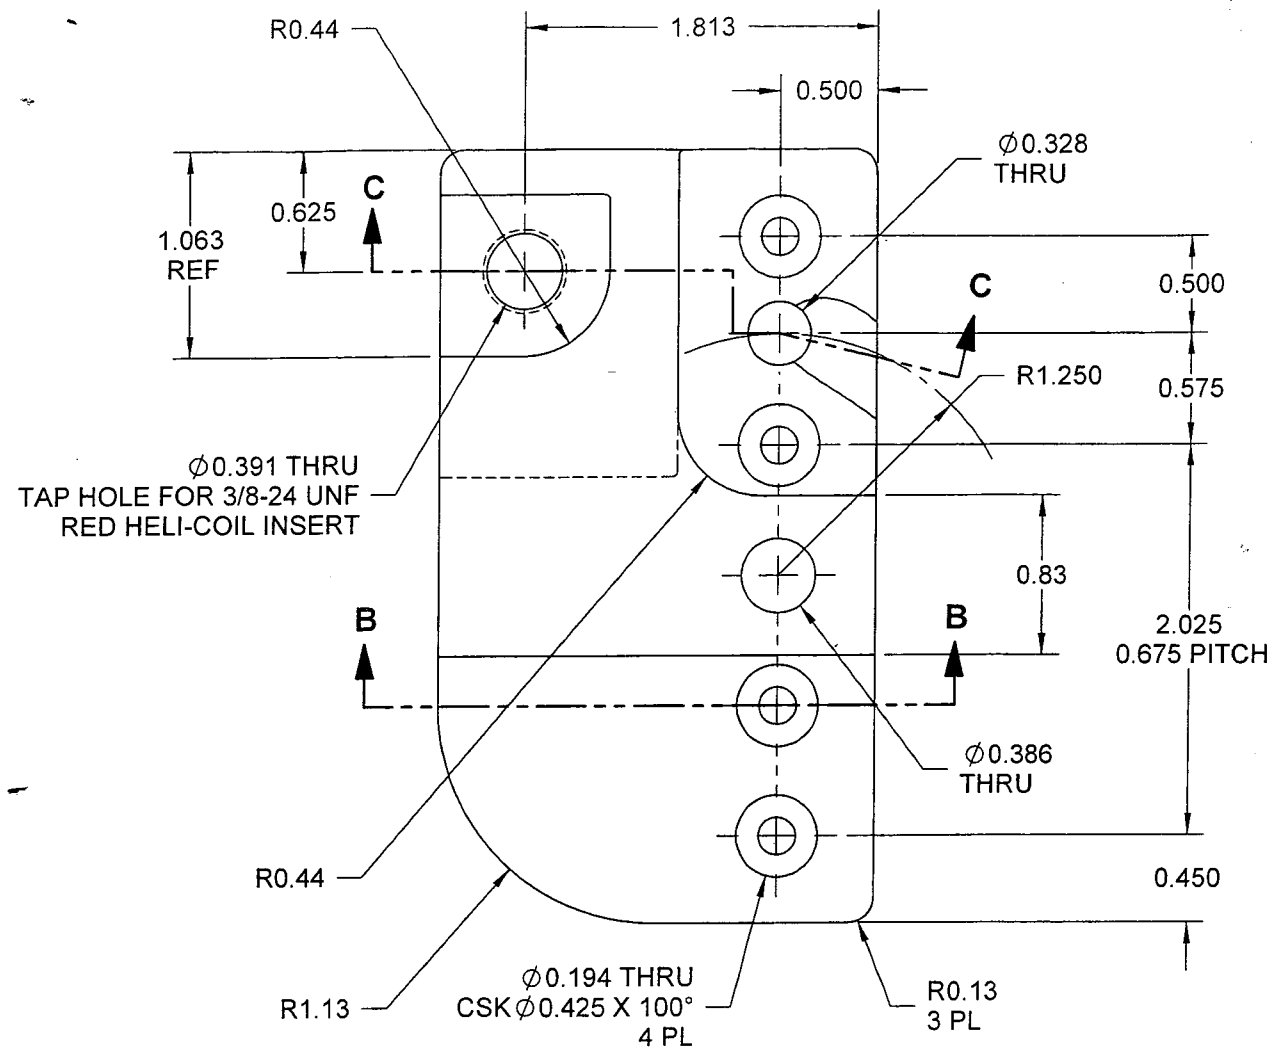 R0.44
1.813
0.500
Ø0.328
THRU
C
0.625
1.063
REF
0.500
C
R1.250
0.575
Ø0.391 THRU
TAP HOLE FOR 3/8-24 UNF
RED HELI-COIL INSERT
0.83
B
B
2.025
0.675 PITCH
Ø0.386
THRU
R0.44
0.450
R1.13
Ø0.194 THRU
CSKØ0.425 X 100°
4 PL
R0.13
3 PL